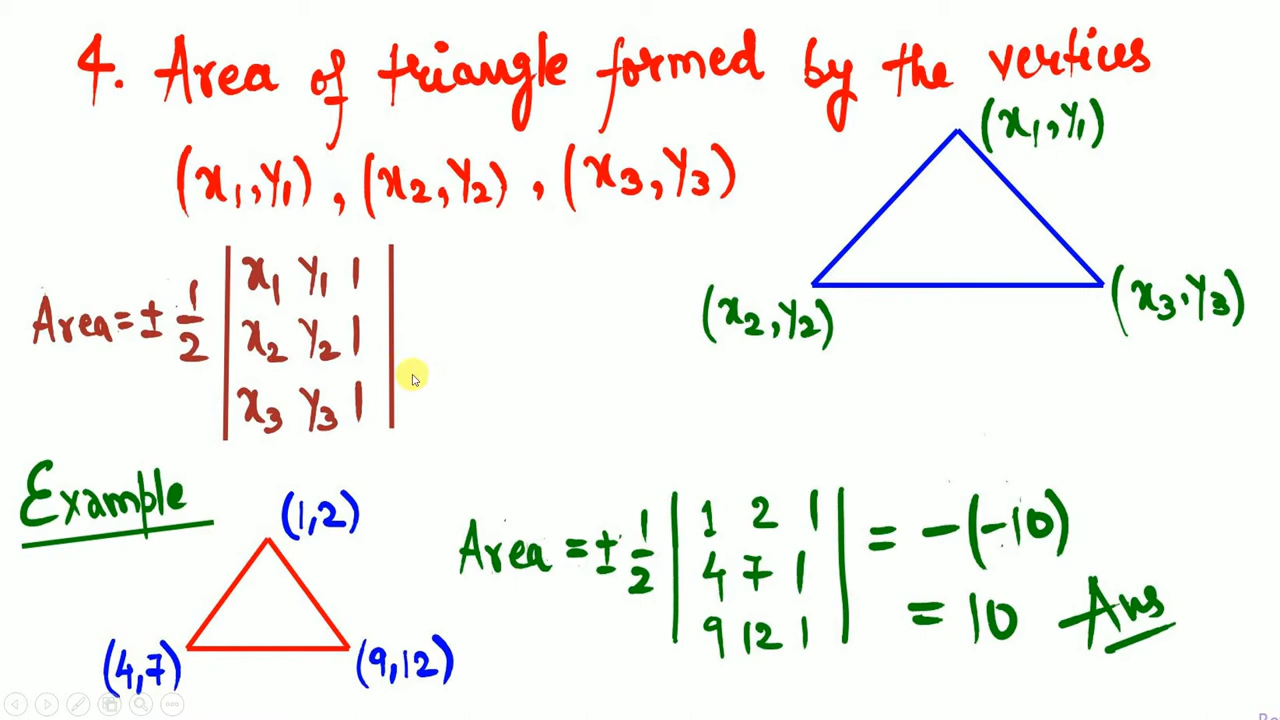 4. Area of triangle formed by the vertices
(x₁,y₁), (x₂,y₂), (x₃,y₃)
(x₁,y₁)
(x₂,y₂)
(x₃,y₃)
Area = ± 1/2 | x₁ y₁ 1
x₂ y₂ 1
x₃ y₃ 1 |
Example
(1,2)
(4,7)
(9,12)
Area = ± 1/2 | 1 2 1
4 7 1
9 12 1 | = -(-10)
= 10 Ans